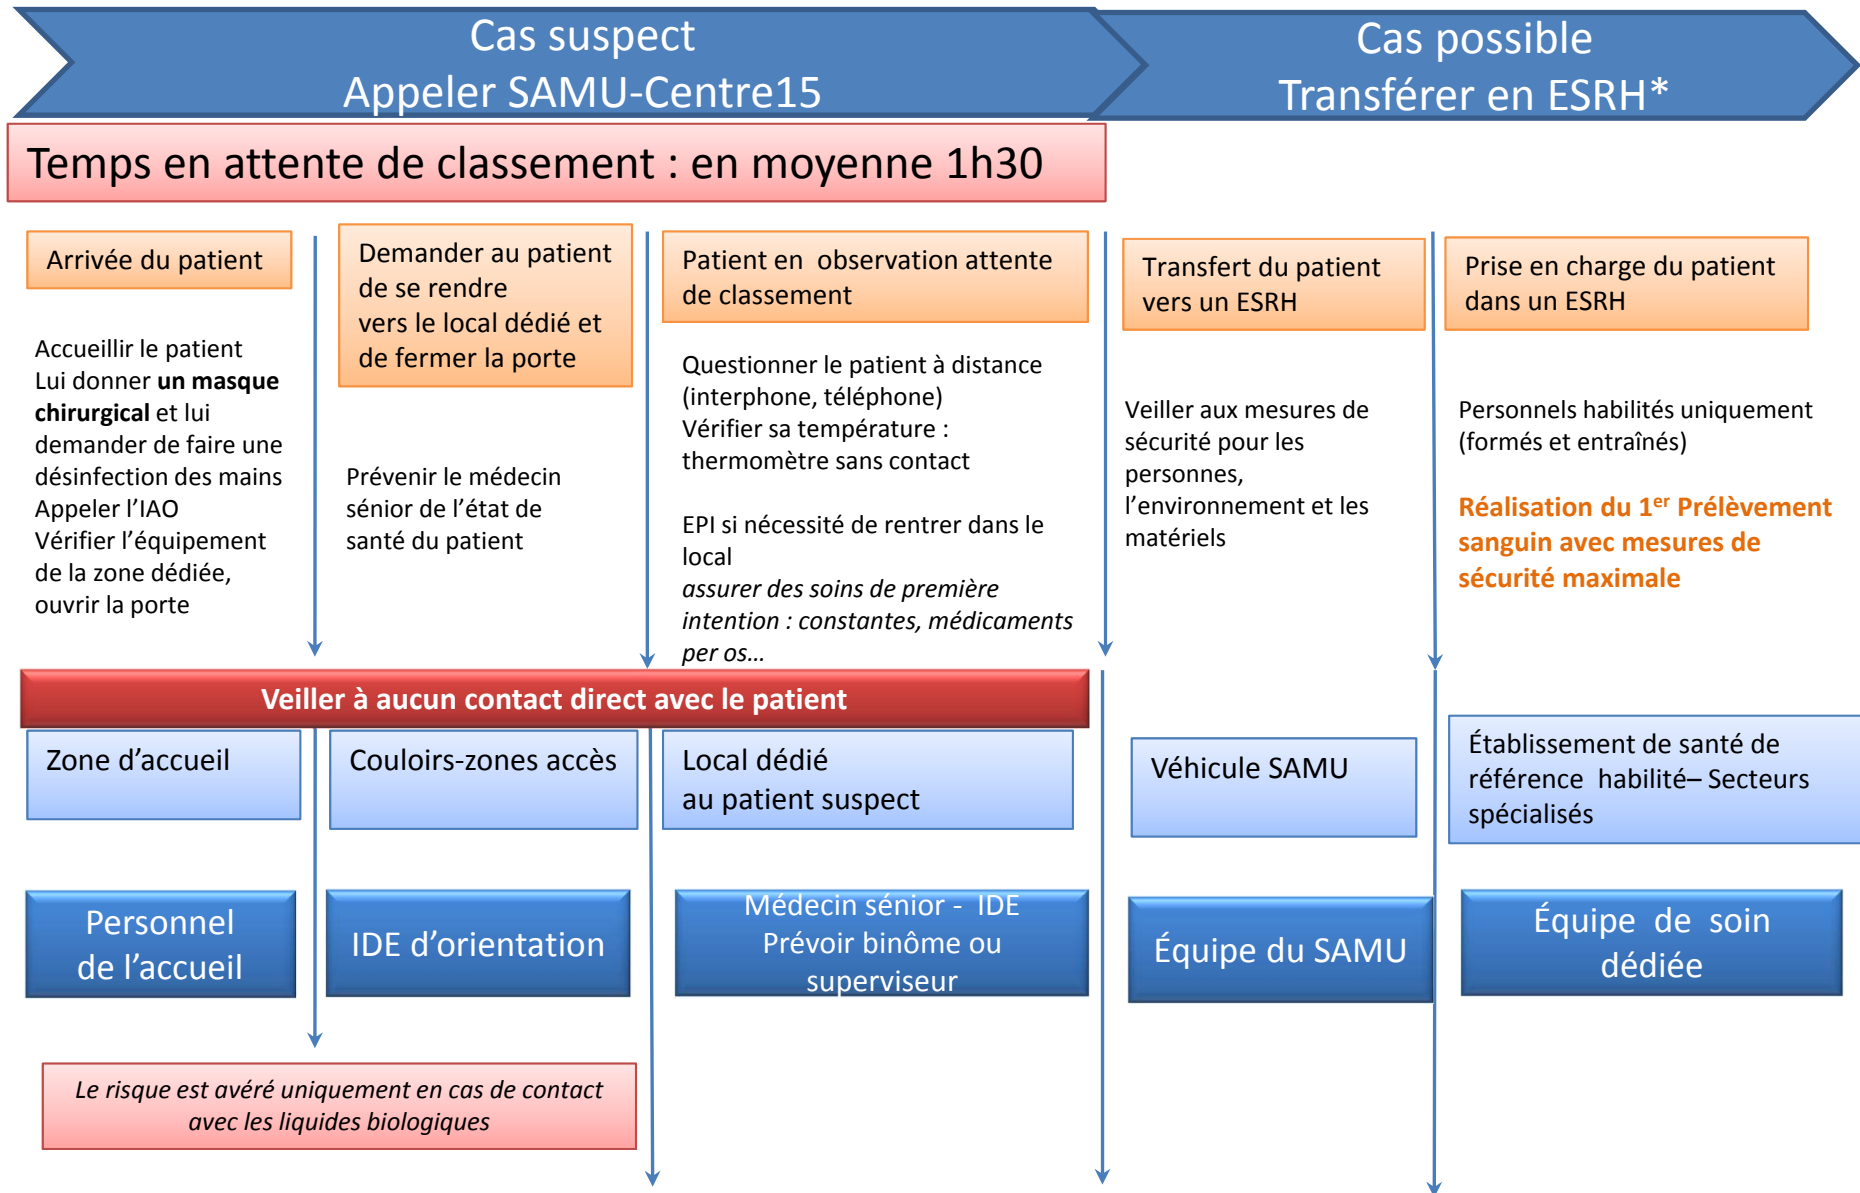 Cas suspect
Appeler SAMU-Centre15
Cas possible
Transférer en ESRH*
Temps en attente de classement : en moyenne 1h30
Arrivée du patient
Accueillir le patient
Lui donner un masque
chirurgical et lui
demander de faire une
désinfection des mains
Appeler l’IAO
Vérifier l’équipement
de la zone dédiée,
ouvrir la porte
Demander au patient
de se rendre
vers le local dédié et
de fermer la porte
Prévenir le médecin
sénior de l’état de
santé du patient
Patient en observation attente
de classement
Questionner le patient à distance
(interphone, téléphone)
Vérifier sa température :
thermomètre sans contact
EPI si nécessité de rentrer dans le
local
assurer des soins de première
intention : constantes, médicaments
per os…
Transfert du patient
vers un ESRH
Veiller aux mesures de
sécurité pour les
personnes,
l’environnement et les
matériels
Prise en charge du patient
dans un ESRH
Personnels habilités uniquement
(formés et entraînés)
Réalisation du 1er Prélèvement
sanguin avec mesures de
sécurité maximale
Veiller à aucun contact direct avec le patient
Zone d’accueil
Couloirs-zones accès
Local dédié
au patient suspect
Véhicule SAMU
Établissement de santé de
référence habilité– Secteurs
spécialisés
Personnel
de l’accueil
IDE d’orientation
Médecin sénior - IDE
Prévoir binôme ou
superviseur
Équipe du SAMU
Équipe de soin
dédiée
Le risque est avéré uniquement en cas de contact
avec les liquides biologiques